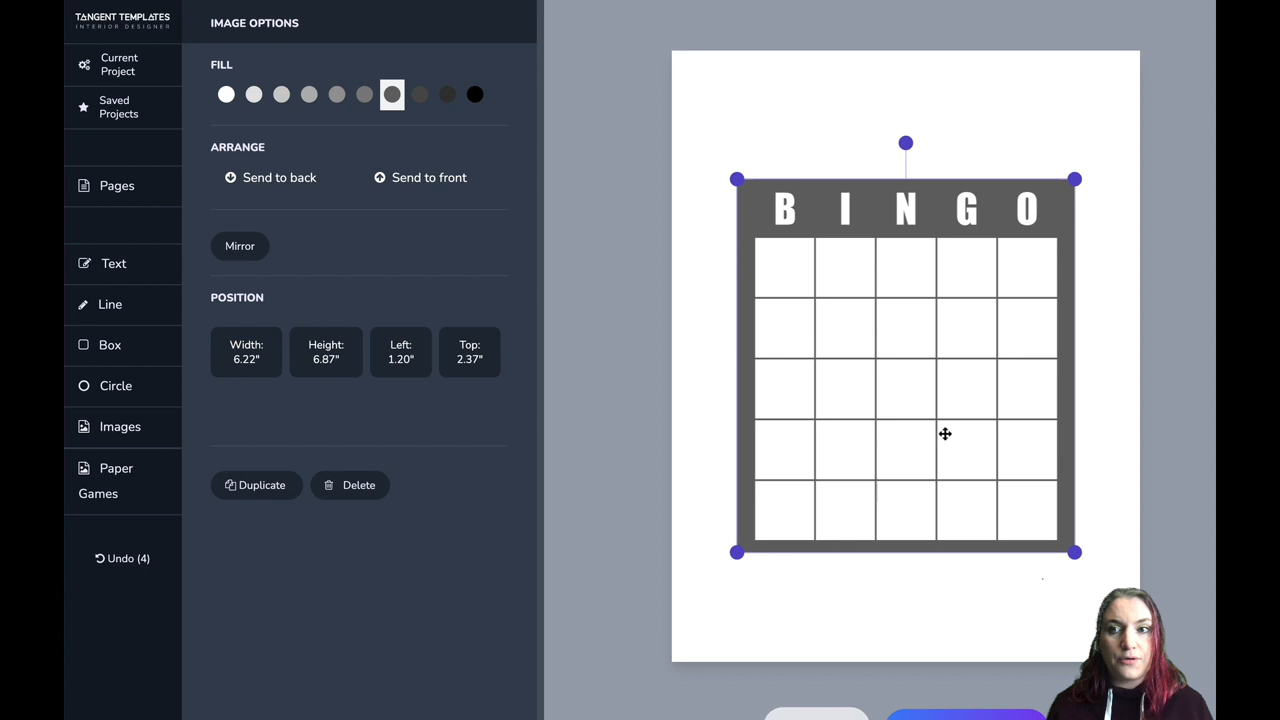 TANGENT TEMPLATES
INTERIOR DESIGNER
Current
Project
Saved
Projects
Pages
Text
Line
Box
Circle
Images
Paper
Games
Undo (4)
IMAGE OPTIONS
FILL
ARRANGE
Send to back
Send to front
Mirror
POSITION
Width:
6.22"
Height:
6.87"
Left:
1.20"
Top:
2.37"
Duplicate
Delete
B I N G O